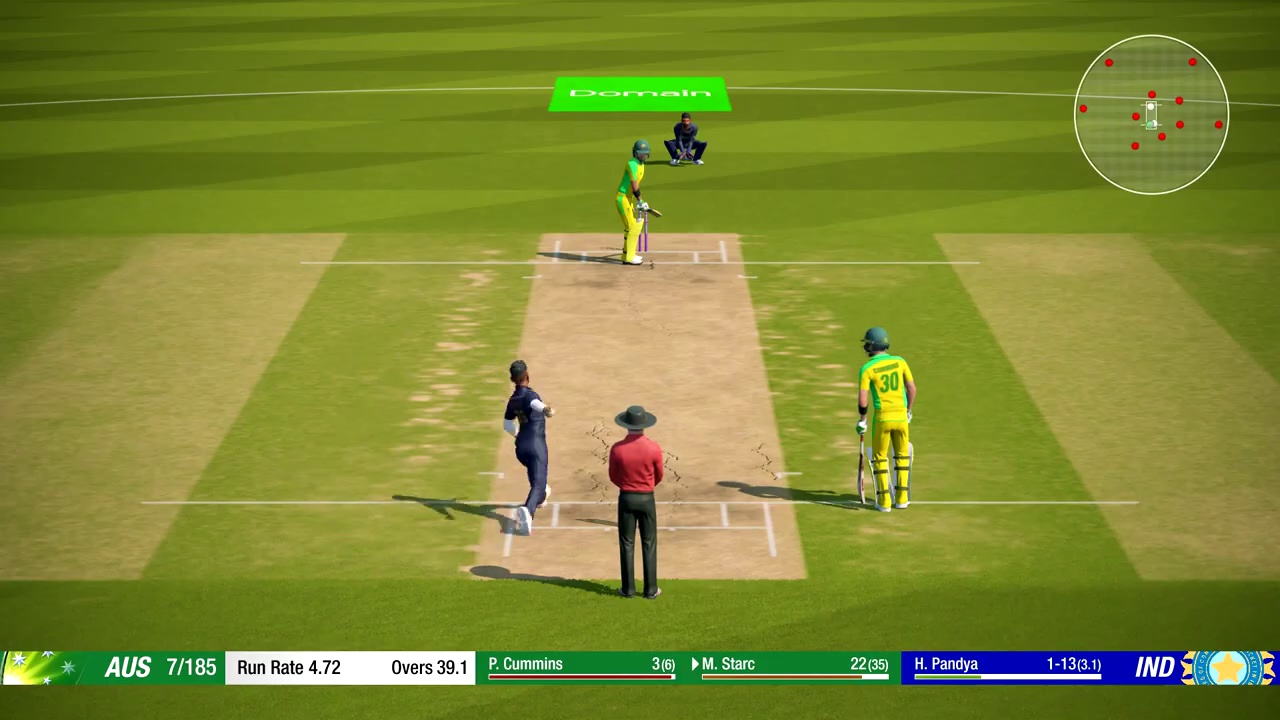 Domain
CUMMINS
30
AUS 7/185 Run Rate 4.72 Overs 39.1 P. Cummins 3(6) M. Starc 22(35) H. Pandya 1-13(3.1) IND